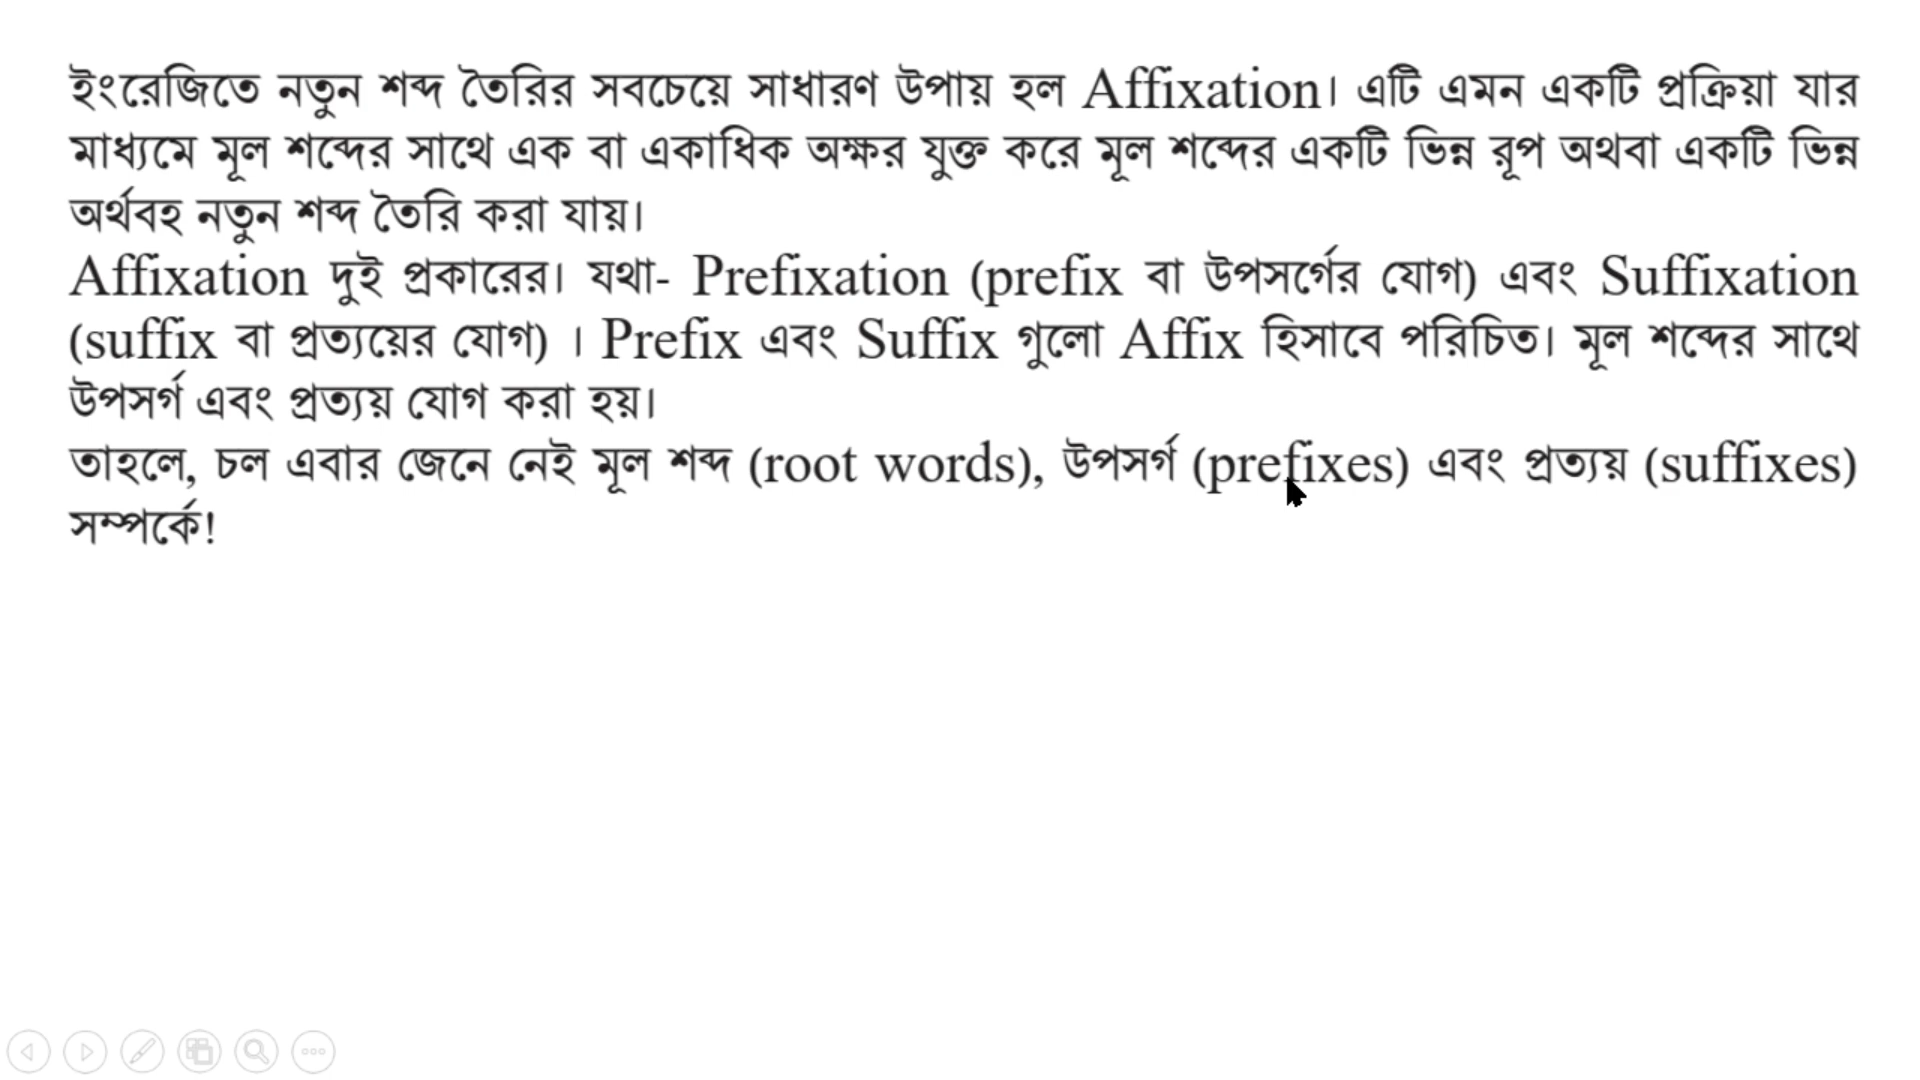 ইংরেজিতে নতুন শব্দ তৈরির সবচেয়ে সাধারণ উপায় হল Affixation। এটি এমন একটি প্রক্রিয়া যার
মাধ্যমে মূল শব্দের সাথে এক বা একাধিক অক্ষর যুক্ত করে মূল শব্দের একটি ভিন্ন রূপ অথবা একটি ভিন্ন
অর্থবহ নতুন শব্দ তৈরি করা যায়।
Affixation দুই প্রকারের। যথা- Prefixation (prefix বা উপসর্গের যোগ) এবং Suffixation
(suffix বা প্রত্যয়ের যোগ) । Prefix এবং Suffix গুলো Affix হিসাবে পরিচিত। মূল শব্দের সাথে
উপসর্গ এবং প্রত্যয় যোগ করা হয়।
তাহলে, চল এবার জেনে নেই মূল শব্দ (root words), উপসর্গ (prefixes) এবং প্রত্যয় (suffixes)
সম্পর্কে!